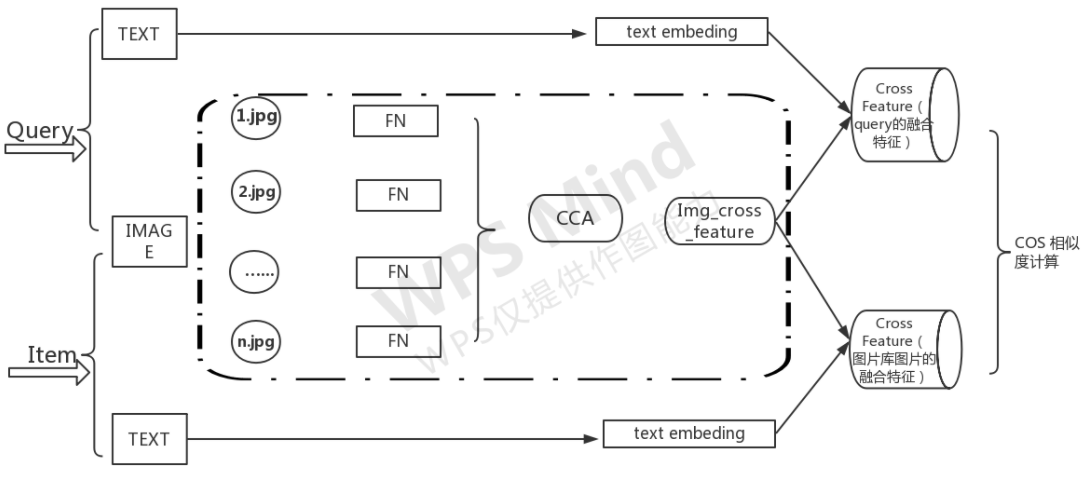 TEXT
text embeding
Query
1.jpg
FN
Cross
Feature（
query的融合
特征）
2.jpg
FN
CCA
Img_cross
_feature
IMAG
E
......
FN
COS 相似
度计算
n.jpg
FN
Item
Cross
Feature（
图片库图片的
融合特征）
TEXT
text embeding
WPS Mind
WPS仅提供作图能力